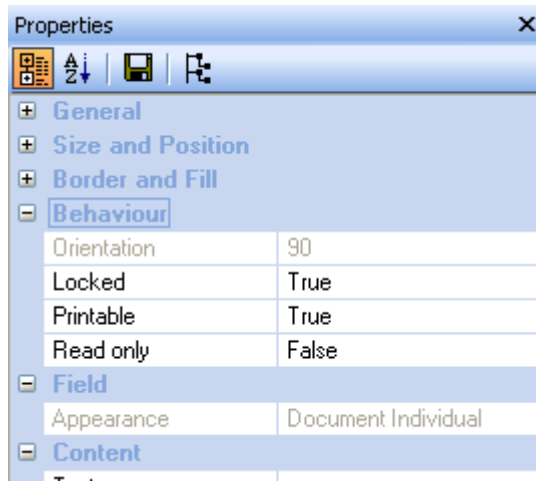 Properties
General
Size and Position
Border and Fill
Behaviour
Orientation 90
Locked True
Printable True
Read only False
Field
Appearance Document Individual
Content